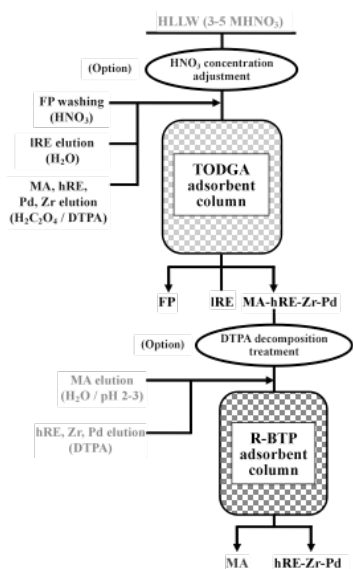 HLLW (3-5 MHNO₃)
(Option)
HNO₃ concentration
adjustment
FP washing
(HNO₃)
lRE elution
(H₂O)
MA, hRE,
Pd, Zr elution
(H₂C₂O₄ / DTPA)
TODGA
adsorbent
column
FP
lRE
MA-hRE-Zr-Pd
(Option)
DTPA decomposition
treatment
MA elution
(H₂O / pH 2-3)
hRE, Zr, Pd elution
(DTPA)
R-BTP
adsorbent
column
MA
hRE-Zr-Pd